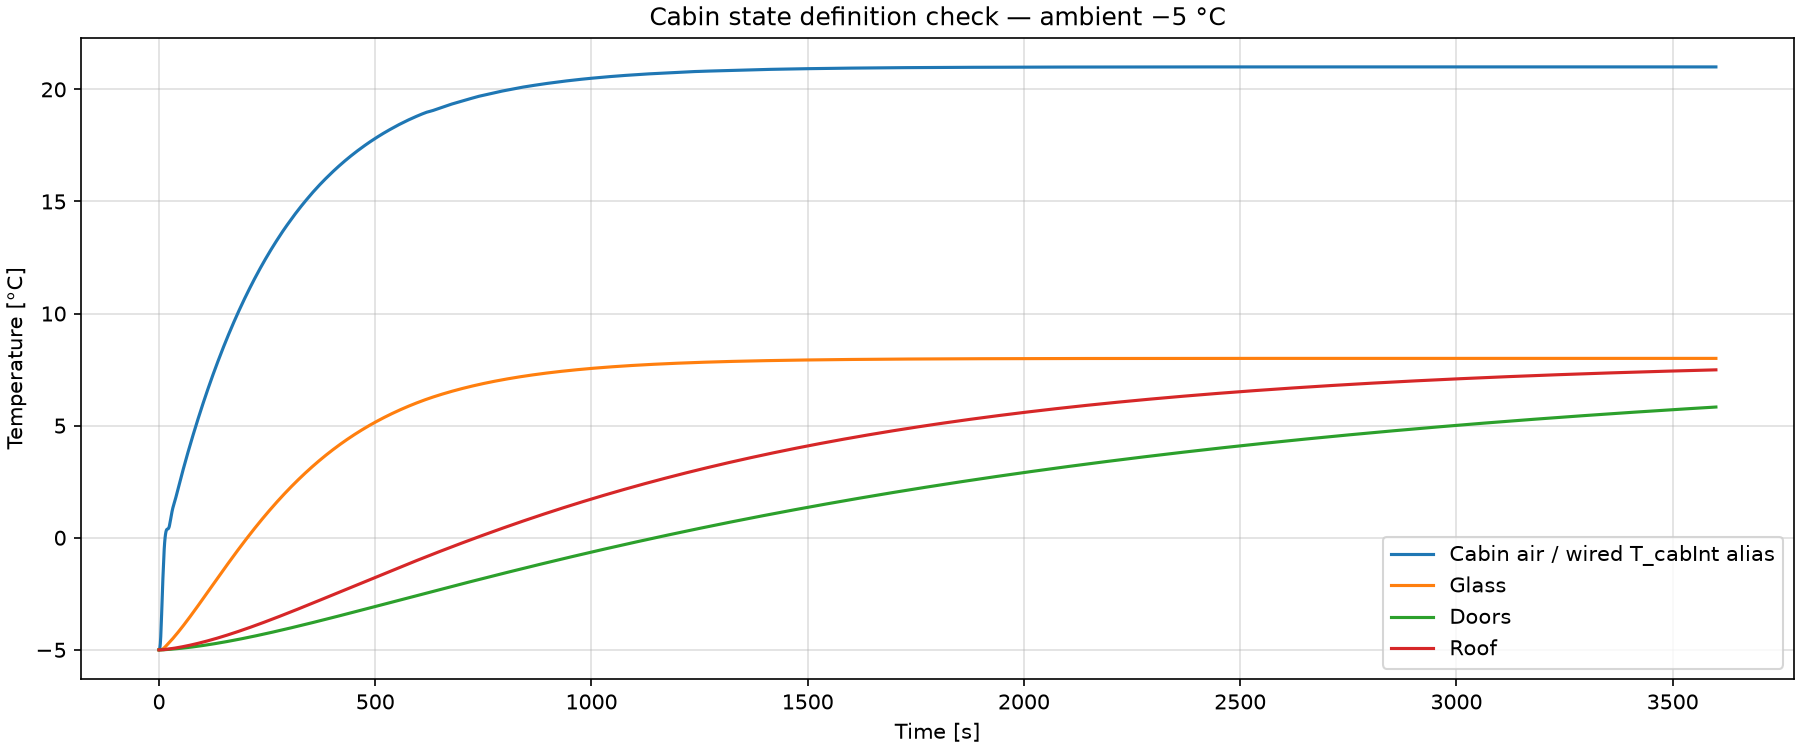 Cabin state definition check — ambient −5 °C
Temperature [°C]
20
15
10
5
0
−5
Cabin air / wired T_cabInt alias
Glass
Doors
Roof
0 500 1000 1500 2000 2500 3000 3500
Time [s]